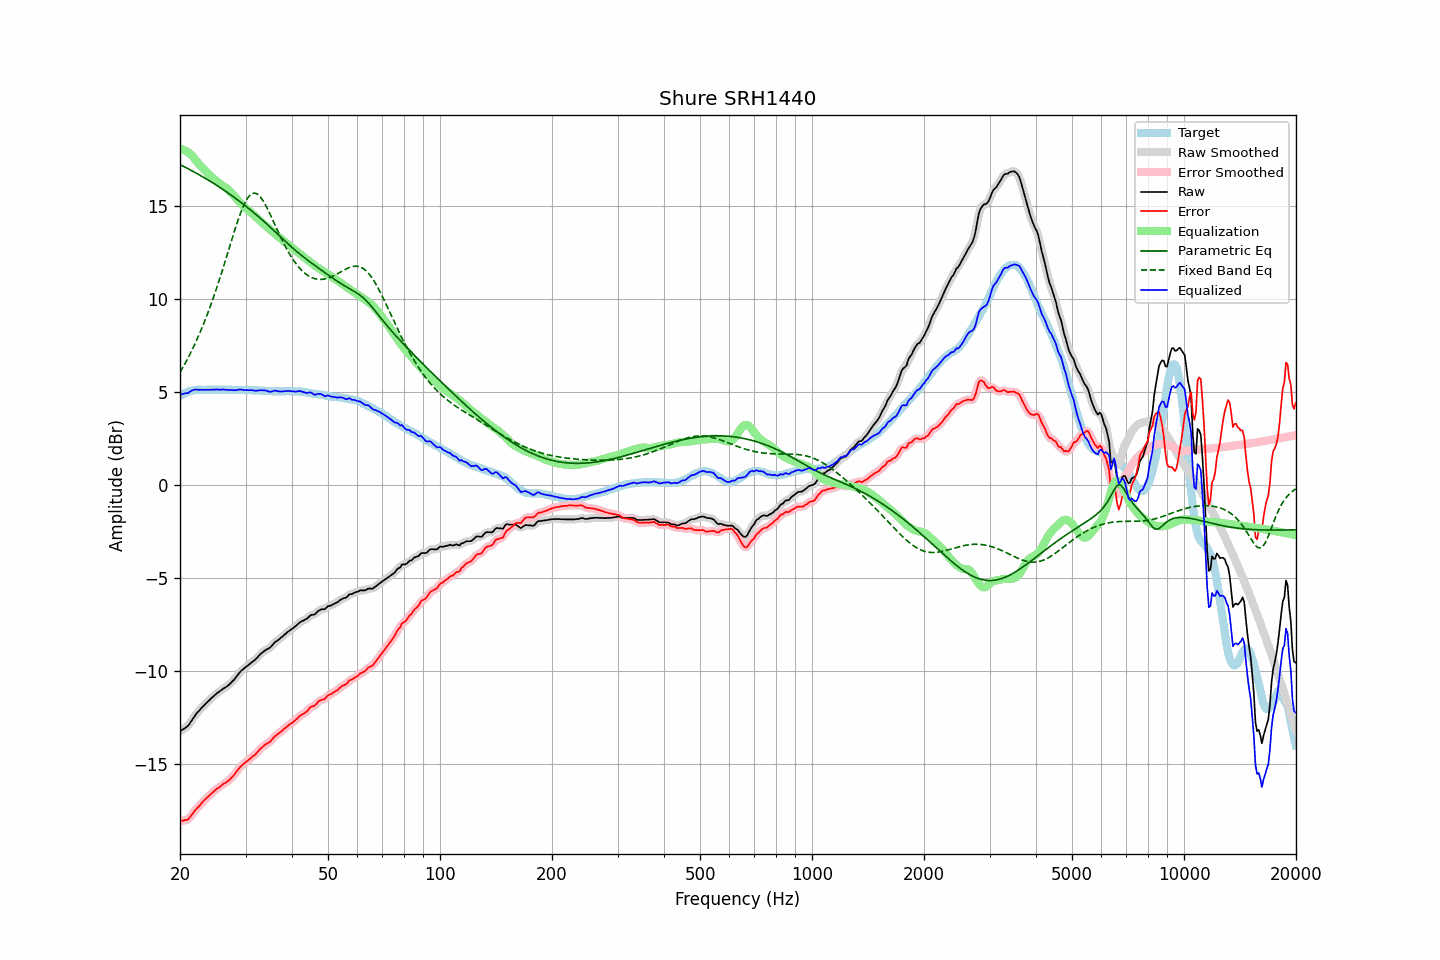 Shure SRH1440
Target
Raw Smoothed
Error Smoothed
Raw
Error
Equalization
Parametric Eq
Fixed Band Eq
Equalized
Amplitude (dBr)
15
10
5
0
−5
−10
−15
20
50
100
200
500
1000
2000
5000
10000
20000
Frequency (Hz)